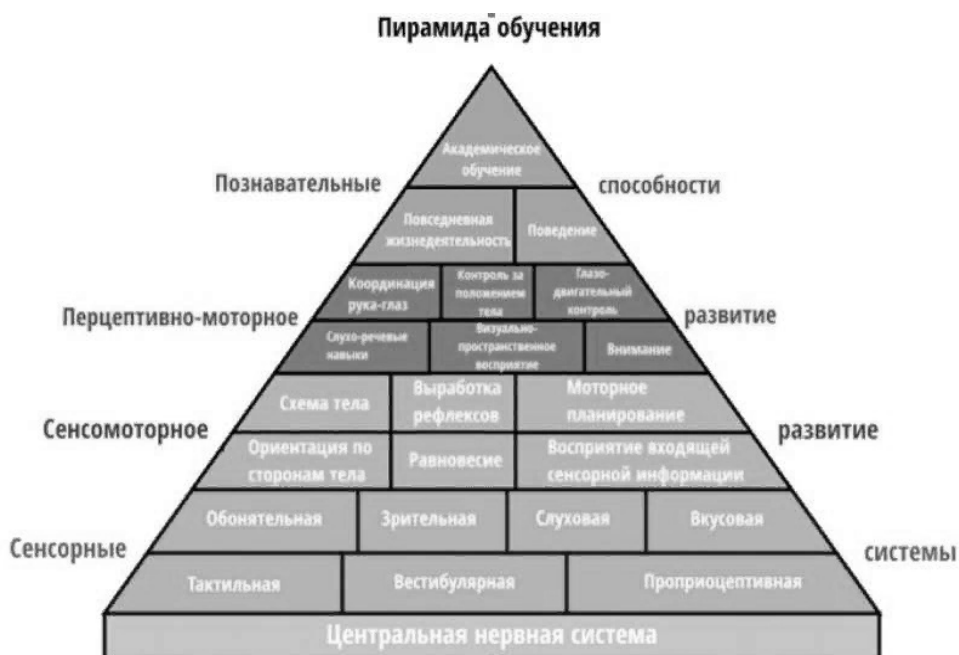 Пирамида обучения
Академическое
обучение
Познавательные
способности
Повседневная
жизнедеятельность
Поведение
Координация
рука-глаз
Контроль за
положением
тела
Глазо-
двигательный
контроль
Перцептивно-моторное
развитие
Слухо-речевые
навыки
Визуально-
пространственное
восприятие
Внимание
Схема тела
Выработка
рефлексов
Моторное
планирование
Сенсомоторное
развитие
Ориентация по
сторонам тела
Равновесие
Восприятие входящей
сенсорной информации
Обонятельная
Зрительная
Слуховая
Вкусовая
Сенсорные
системы
Тактильная
Вестибулярная
Проприоцептивная
Центральная нервная система